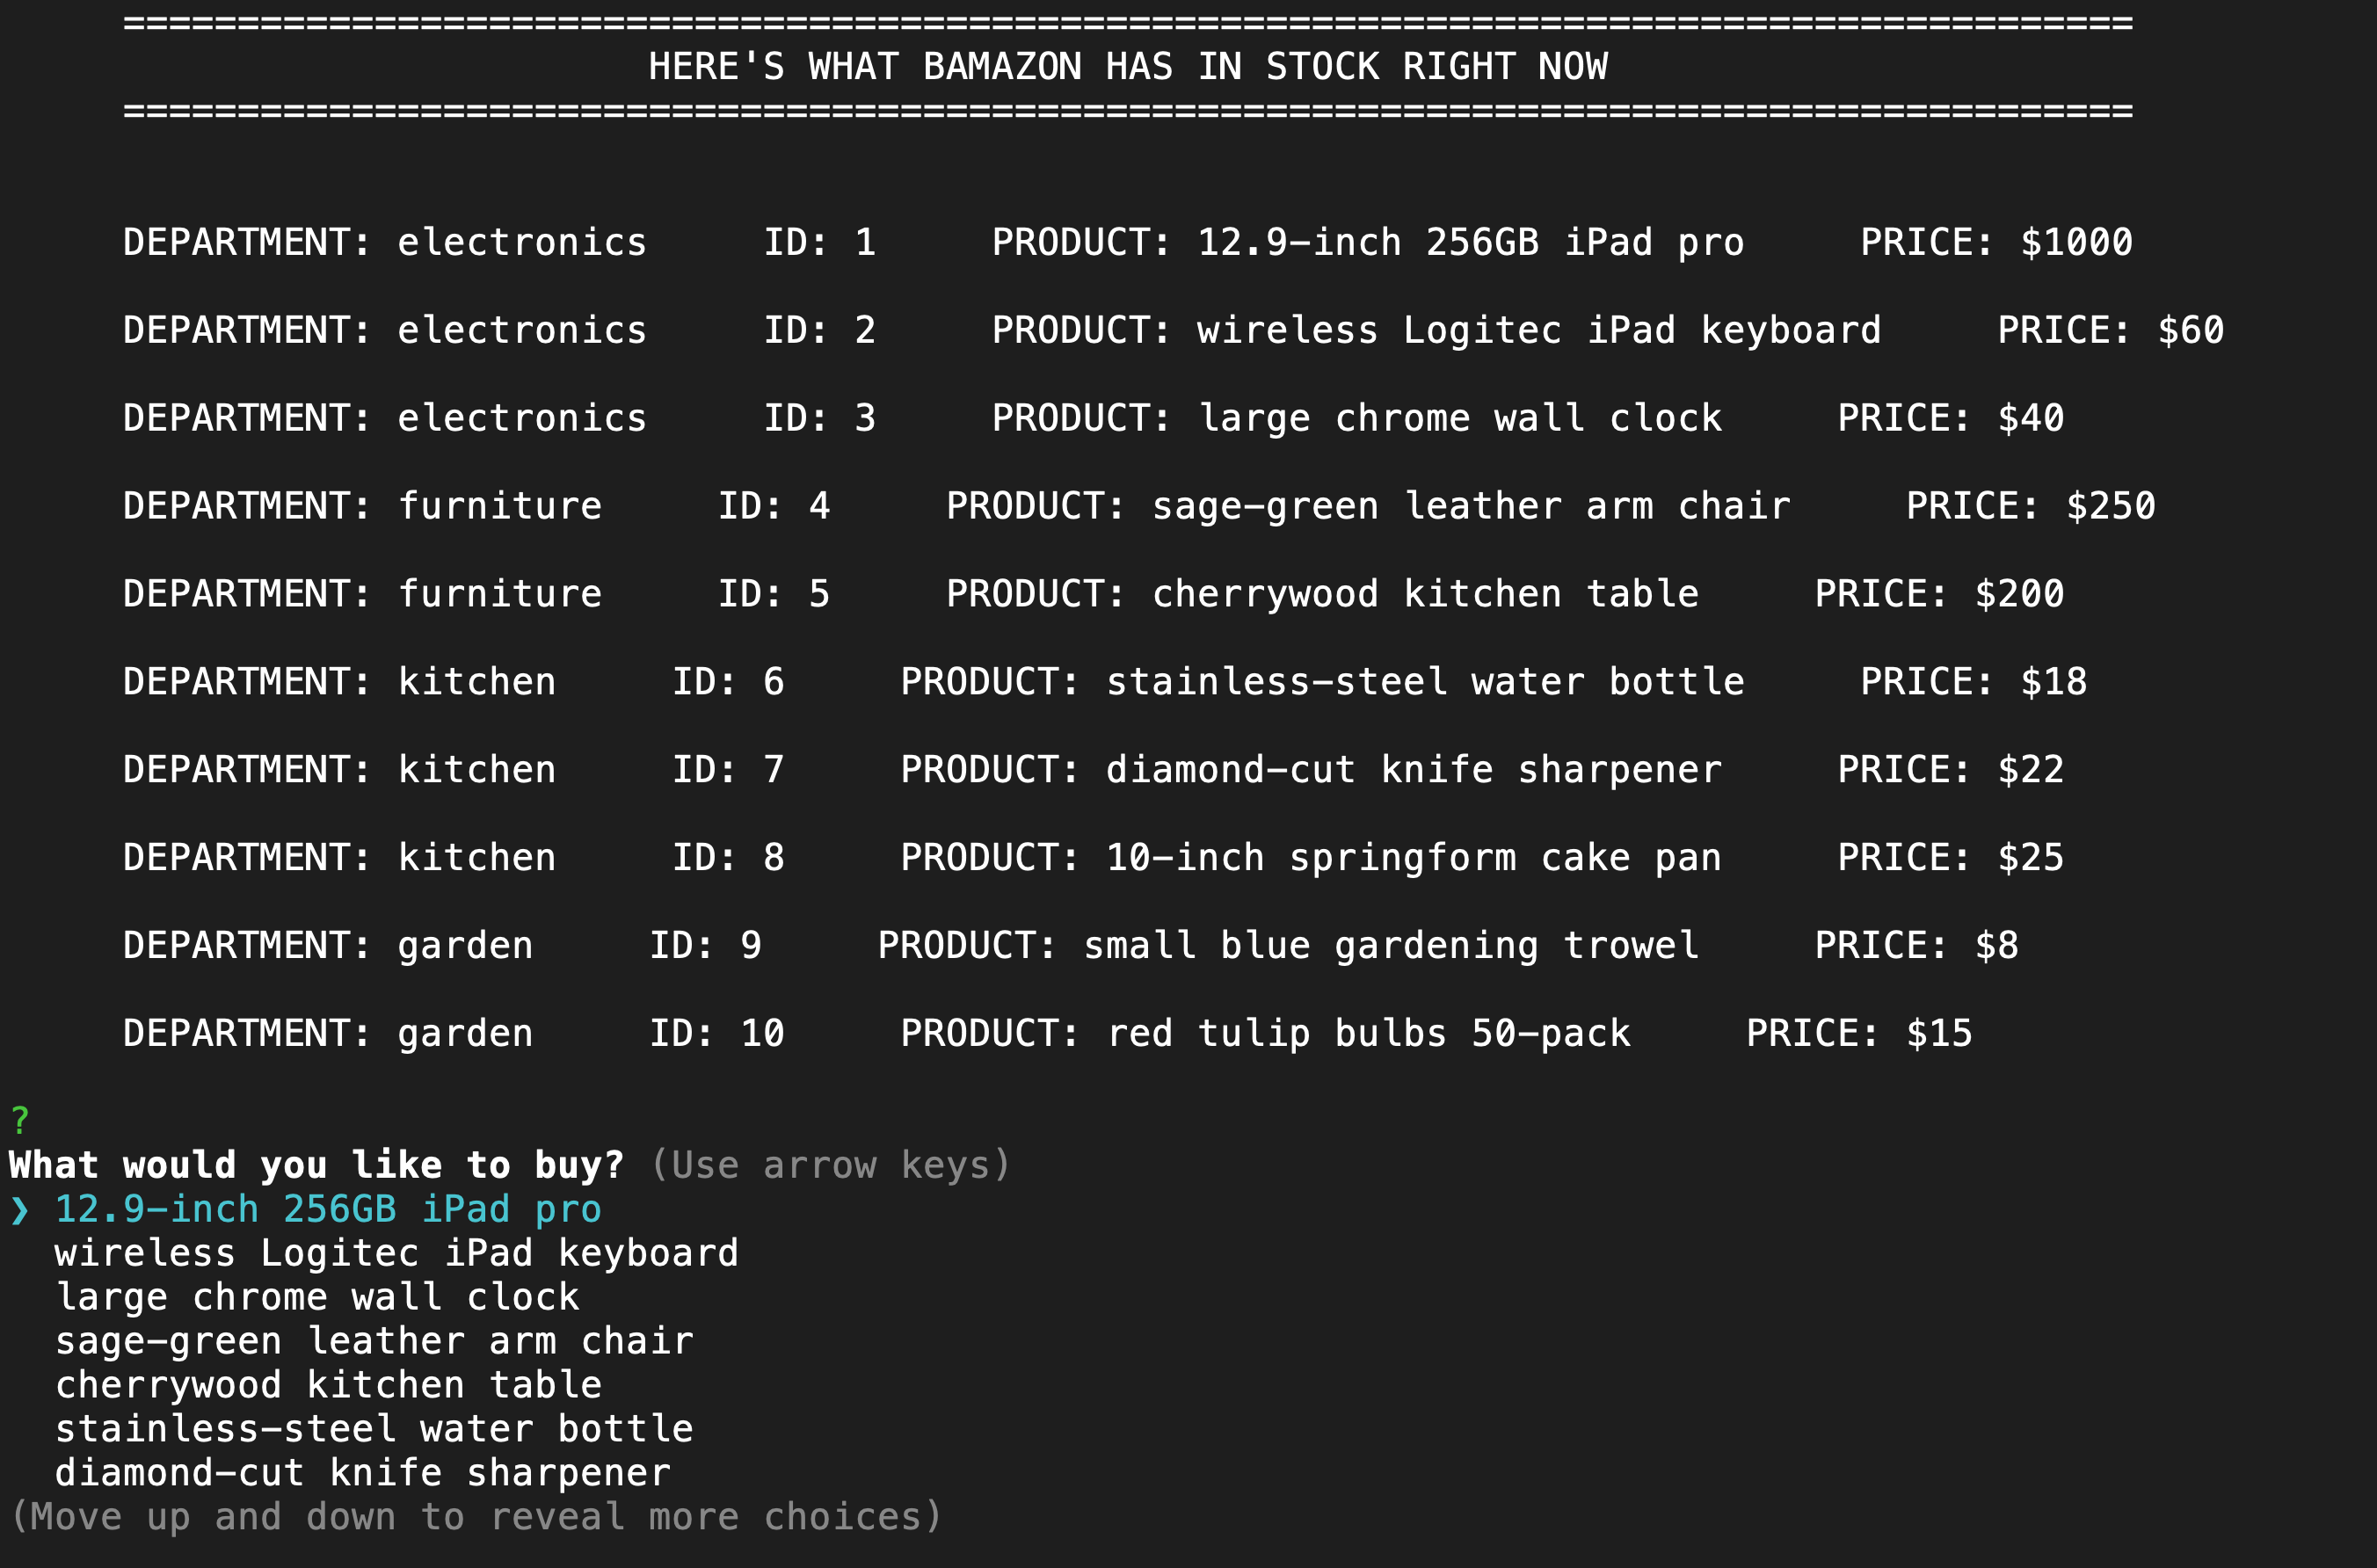 ========================================================================================
HERE'S WHAT BAMAZON HAS IN STOCK RIGHT NOW
========================================================================================
DEPARTMENT: electronics     ID: 1     PRODUCT: 12.9-inch 256GB iPad pro     PRICE: $1000
DEPARTMENT: electronics     ID: 2     PRODUCT: wireless Logitec iPad keyboard     PRICE: $60
DEPARTMENT: electronics     ID: 3     PRODUCT: large chrome wall clock     PRICE: $40
DEPARTMENT: furniture     ID: 4     PRODUCT: sage-green leather arm chair     PRICE: $250
DEPARTMENT: furniture     ID: 5     PRODUCT: cherrywood kitchen table     PRICE: $200
DEPARTMENT: kitchen     ID: 6     PRODUCT: stainless-steel water bottle     PRICE: $18
DEPARTMENT: kitchen     ID: 7     PRODUCT: diamond-cut knife sharpener     PRICE: $22
DEPARTMENT: kitchen     ID: 8     PRODUCT: 10-inch springform cake pan     PRICE: $25
DEPARTMENT: garden     ID: 9     PRODUCT: small blue gardening trowel     PRICE: $8
DEPARTMENT: garden     ID: 10     PRODUCT: red tulip bulbs 50-pack     PRICE: $15
?
What would you like to buy? (Use arrow keys)
❯ 12.9-inch 256GB iPad pro
wireless Logitec iPad keyboard
large chrome wall clock
sage-green leather arm chair
cherrywood kitchen table
stainless-steel water bottle
diamond-cut knife sharpener
(Move up and down to reveal more choices)